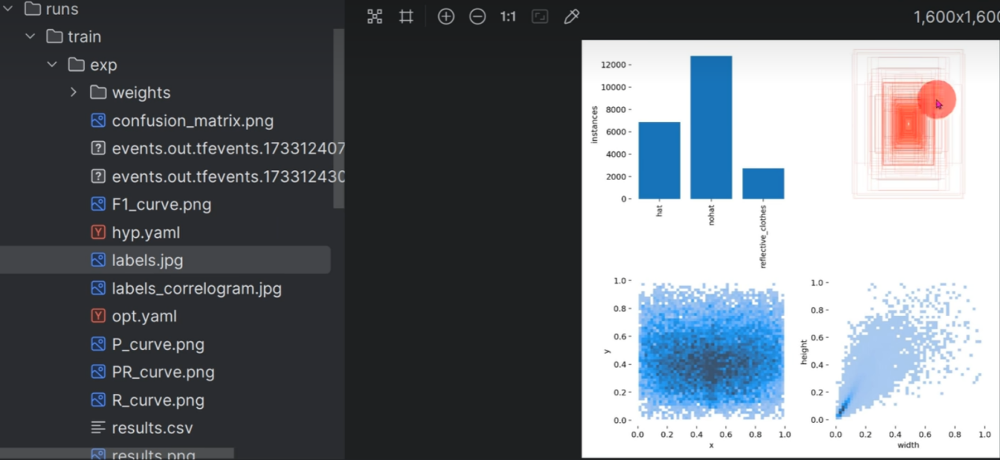 runs
train
exp
weights
confusion_matrix.png
events.out.tfevents.173312407
events.out.tfevents.173312430
F1_curve.png
hyp.yaml
labels.jpg
labels_correlogram.jpg
opt.yaml
P_curve.png
PR_curve.png
R_curve.png
results.csv
results.png
1:1
1,600x1,600
12000
10000
8000
6000
4000
2000
0
instances
hat
nohat
reflective_clothes
1.0
0.8
0.6
0.4
0.2
0.0
y
0.0 0.2 0.4 0.6 0.8 1.0
x
1.0
0.8
0.6
0.4
0.2
0.0
height
0.0 0.2 0.4 0.6 0.8 1.0
width